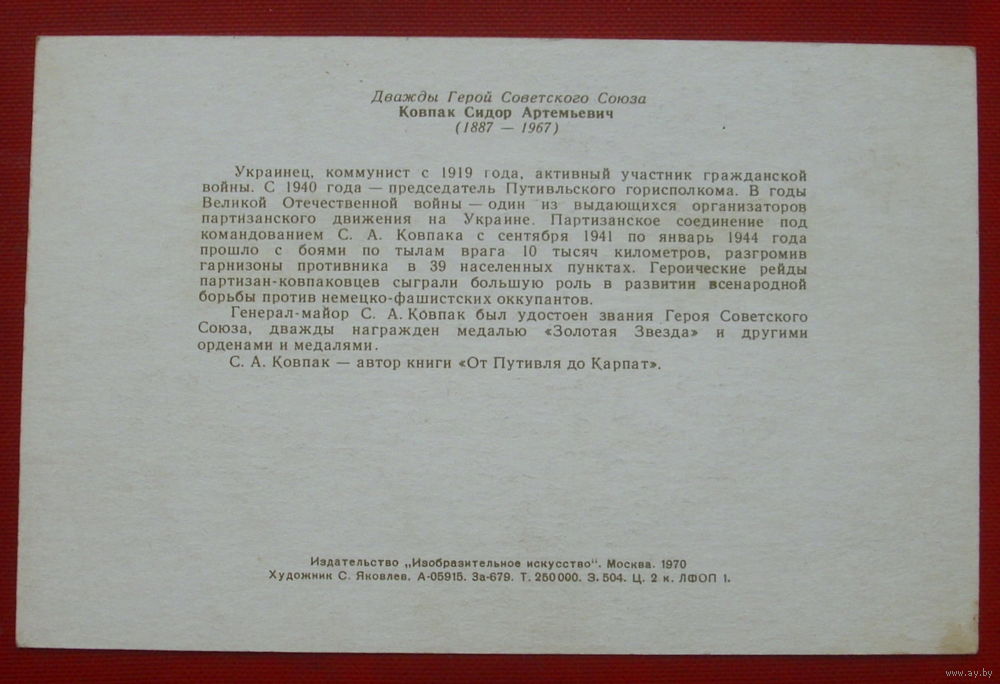 Дважды Герой Советского Союза
Ковпак Сидор Артемьевич
(1887 — 1967)
Украинец, коммунист с 1919 года, активный участник гражданской
войны. С 1940 года — председатель Путивльского горисполкома. В годы
Великой Отечественной войны — один из выдающихся организаторов
партизанского движения на Украине. Партизанское соединение под
командованием С. А. Ковпака с сентября 1941 по январь 1944 года
прошло с боями по тылам врага 10 тысяч километров, разгромив
гарнизоны противника в 39 населенных пунктах. Героические рейды
партизан-ковпаковцев сыграли большую роль в развитии всенародной
борьбы против немецко-фашистских оккупантов.
Генерал-майор С. А. Ковпак был удостоен звания Героя Советского
Союза, дважды награжден медалью «Золотая Звезда» и другими
орденами и медалями.
С. А. Ковпак — автор книги «От Путивля до Карпат».
Издательство „Изобразительное искусство". Москва. 1970
Художник С. Яковлев. А-05915. За-679. Т. 250 000. З. 504. Ц. 2 к. ЛФОП 1.
www.ay.by